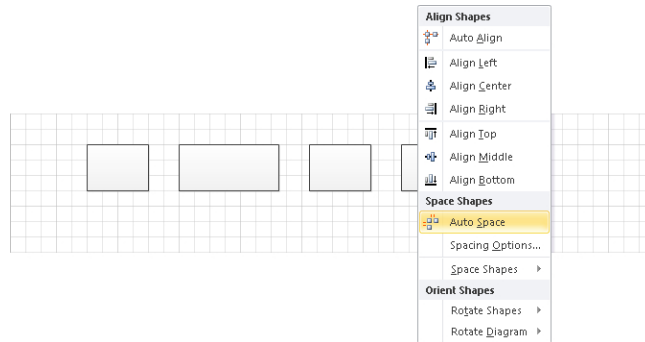 Align Shapes
Auto Align
Align Left
Align Center
Align Right
Align Top
Align Middle
Align Bottom
Space Shapes
Auto Space
Spacing Options...
Space Shapes
Orient Shapes
Rotate Shapes
Rotate Diagram